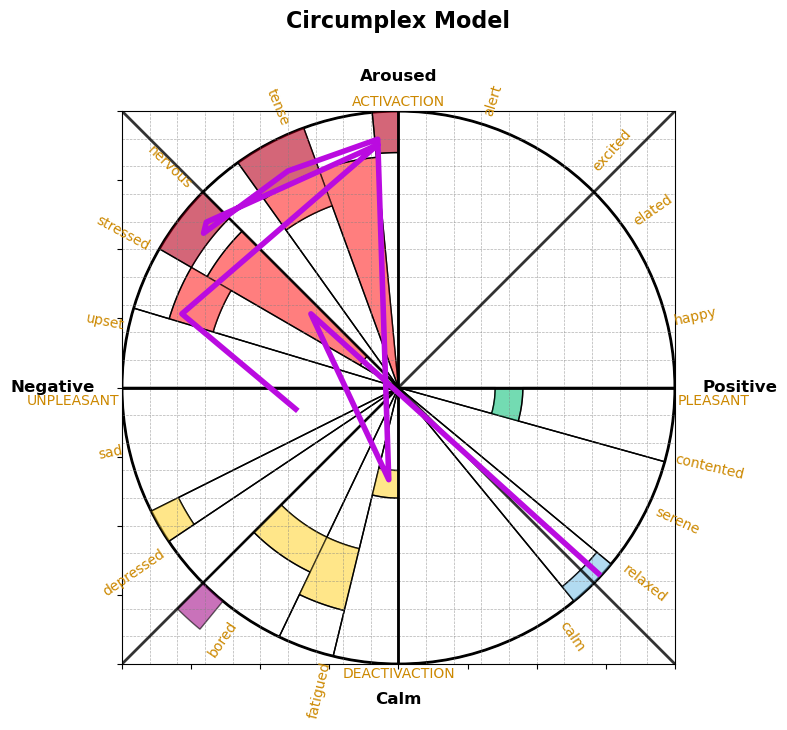 Circumplex Model
Aroused
ACTIVACTION
tense
alert
nervous
excited
stressed
elated
upset
happy
Negative
Positive
UNPLEASANT
PLEASANT
sad
contented
serene
depressed
relaxed
bored
calm
fatigued
DEACTIVACTION
Calm